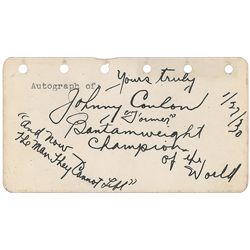 Autograph of
Yours truly
Johnny Coulon
"Former"
Bantamweight
Champion
of the
World
"And now
The Man They Cannot Lift"